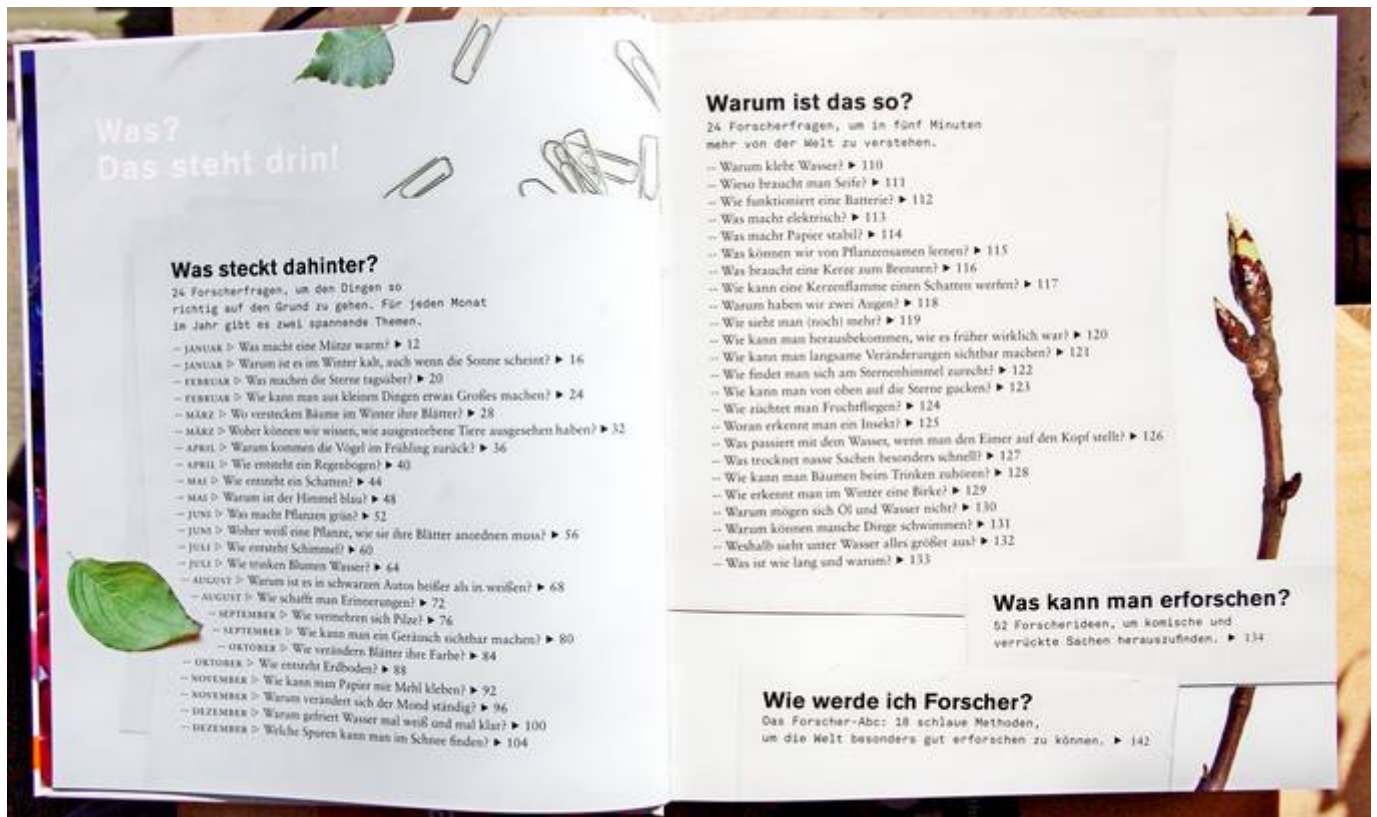 Was?
Das steht drin!
Was steckt dahinter?
24 Forscherfragen, um den Dingen so
richtig auf den Grund zu gehen. Für jeden Monat
im Jahr gibt es zwei spannende Themen.
– JANUAR ▷ Was macht eine Mütze warm? ▶ 12
– JANUAR ▷ Warum ist es im Winter kalt, auch wenn die Sonne scheint? ▶ 16
– FEBRUAR ▷ Was machen die Sterne tagsüber? ▶ 20
– FEBRUAR ▷ Wie kann man aus kleinen Dingen etwas Großes machen? ▶ 24
– MÄRZ ▷ Wo verstecken Bäume im Winter ihre Blätter? ▶ 28
– MÄRZ ▷ Woher können wir wissen, wie ausgestorbene Tiere ausgesehen haben? ▶ 32
– APRIL ▷ Warum kommen die Vögel im Frühling zurück? ▶ 36
– APRIL ▷ Wie entsteht ein Regenbogen? ▶ 40
– MAI ▷ Wie entsteht ein Schatten? ▶ 44
– MAI ▷ Warum ist der Himmel blau? ▶ 48
– JUNI ▷ Was macht Pflanzen grün? ▶ 52
– JUNI ▷ Woher weiß eine Pflanze, wie sie ihre Blätter anordnen muss? ▶ 56
– JULI ▷ Wie entsteht Schimmel? ▶ 60
– JULI ▷ Wie trinken Blumen Wasser? ▶ 64
– AUGUST ▷ Warum ist es in schwarzen Autos heißer als in weißen? ▶ 68
– AUGUST ▷ Wie schafft man Erinnerungen? ▶ 72
– SEPTEMBER ▷ Wie vermehren sich Pilze? ▶ 76
– SEPTEMBER ▷ Wie kann man ein Geräusch sichtbar machen? ▶ 80
– OKTOBER ▷ Wie verändern Blätter ihre Farbe? ▶ 84
– OKTOBER ▷ Wie entsteht Erdboden? ▶ 88
– NOVEMBER ▷ Wie kann man Papier mit Mehl kleben? ▶ 92
– NOVEMBER ▷ Warum verändert sich der Mond ständig? ▶ 96
– DEZEMBER ▷ Warum gefriert Wasser mal weiß und mal klar? ▶ 100
– DEZEMBER ▷ Welche Spuren kann man im Schnee finden? ▶ 104
Warum ist das so?
24 Forscherfragen, um in fünf Minuten
mehr von der Welt zu verstehen.
– Warum klebt Wasser? ▶ 110
– Wieso braucht man Seife? ▶ 111
– Wie funktioniert eine Batterie? ▶ 112
– Was macht elektrisch? ▶ 113
– Was macht Papier stabil? ▶ 114
– Was können wir von Pflanzensamen lernen? ▶ 115
– Was braucht eine Kerze zum Brennen? ▶ 116
– Wie kann eine Kerzenflamme einen Schatten werfen? ▶ 117
– Warum haben wir zwei Augen? ▶ 118
– Wie sieht man (noch) mehr? ▶ 119
– Wie kann man herausbekommen, wie es früher wirklich war? ▶ 120
– Wie kann man langsame Veränderungen sichtbar machen? ▶ 121
– Wie findet man sich am Sternenhimmel zurecht? ▶ 122
– Wie kann man von oben auf die Sterne gucken? ▶ 123
– Wie züchtet man Fruchtfliegen? ▶ 124
– Woran erkennt man ein Insekt? ▶ 125
– Was passiert mit dem Wasser, wenn man den Eimer auf den Kopf stellt? ▶ 126
– Was trocknet nasse Sachen besonders schnell? ▶ 127
– Wie kann man Bäumen beim Trinken zuhören? ▶ 128
– Wie erkennt man im Winter eine Birke? ▶ 129
– Warum mögen sich Öl und Wasser nicht? ▶ 130
– Warum können manche Dinge schwimmen? ▶ 131
– Weshalb sieht unter Wasser alles größer aus? ▶ 132
– Was ist wie lang und warum? ▶ 133
Was kann man erforschen?
52 Forscherideen, um komische und
verrückte Sachen herauszufinden. ▶ 134
Wie werde ich Forscher?
Das Forscher-Abc: 18 schlaue Methoden,
um die Welt besonders gut erforschen zu können. ▶ 142